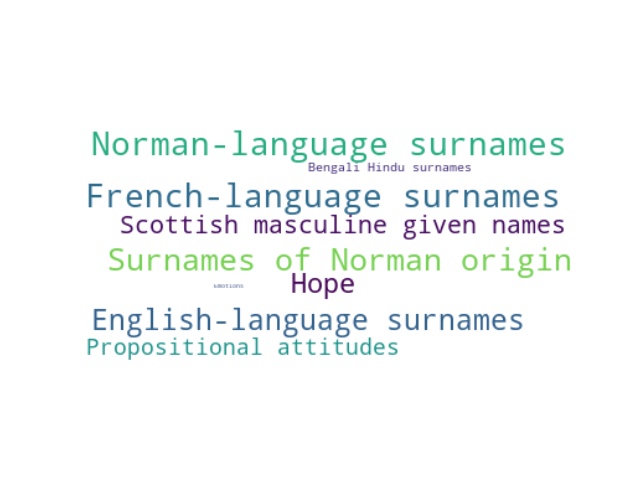 Norman-language surnames
Bengali Hindu surnames
French-language surnames
Scottish masculine given names
Surnames of Norman origin
Emotions
Hope
English-language surnames
Propositional attitudes